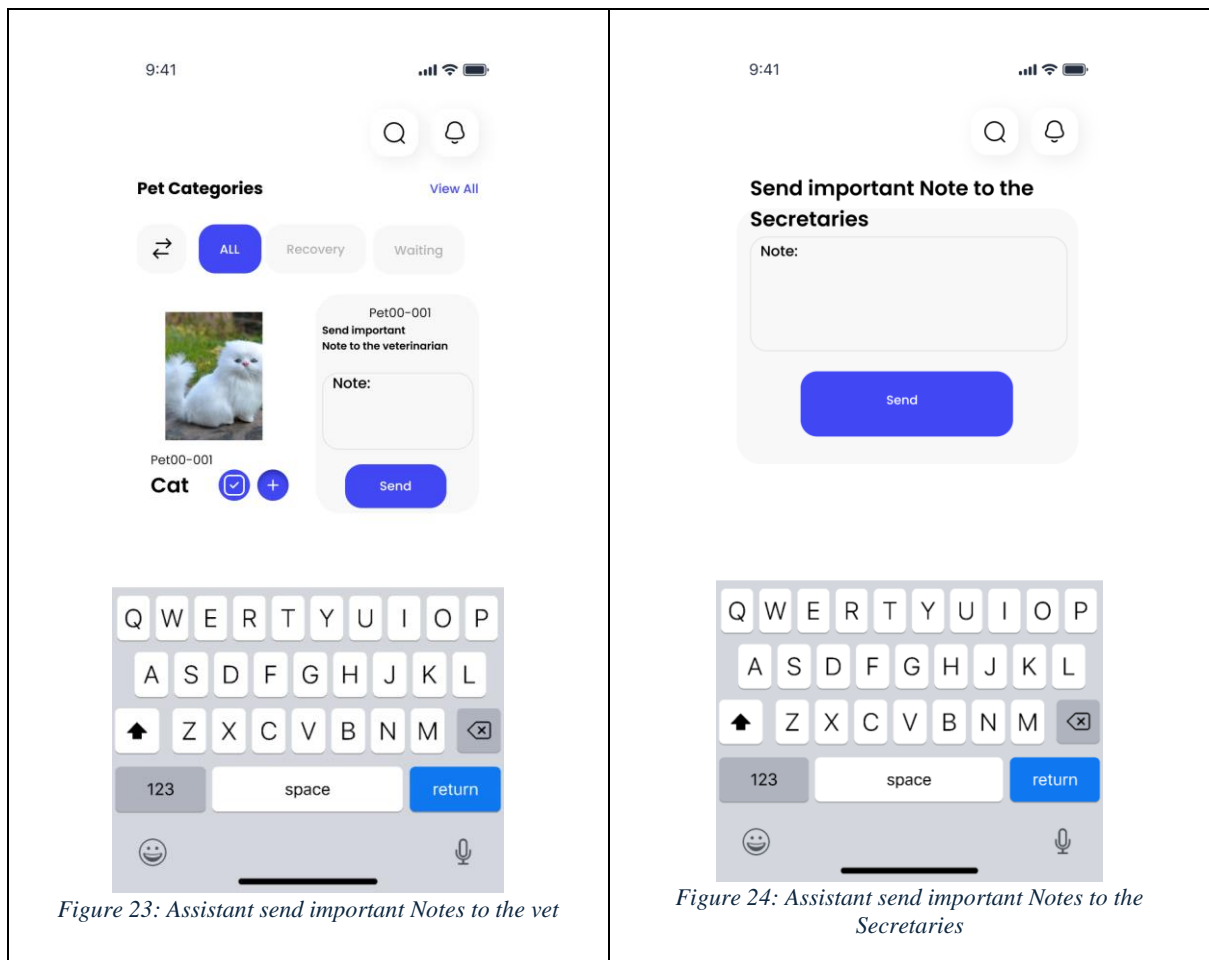 9:41
Pet Categories
View All
ALL
Recovery
Waiting
Pet00-001
Cat
Pet00-001
Send important
Note to the veterinarian
Note:
Send
Q W E R T Y U I O P
A S D F G H J K L
Z X C V B N M
123 space return
Figure 23: Assistant send important Notes to the vet
9:41
Send important Note to the
Secretaries
Note:
Send
Q W E R T Y U I O P
A S D F G H J K L
Z X C V B N M
123 space return
Figure 24: Assistant send important Notes to the
Secretaries